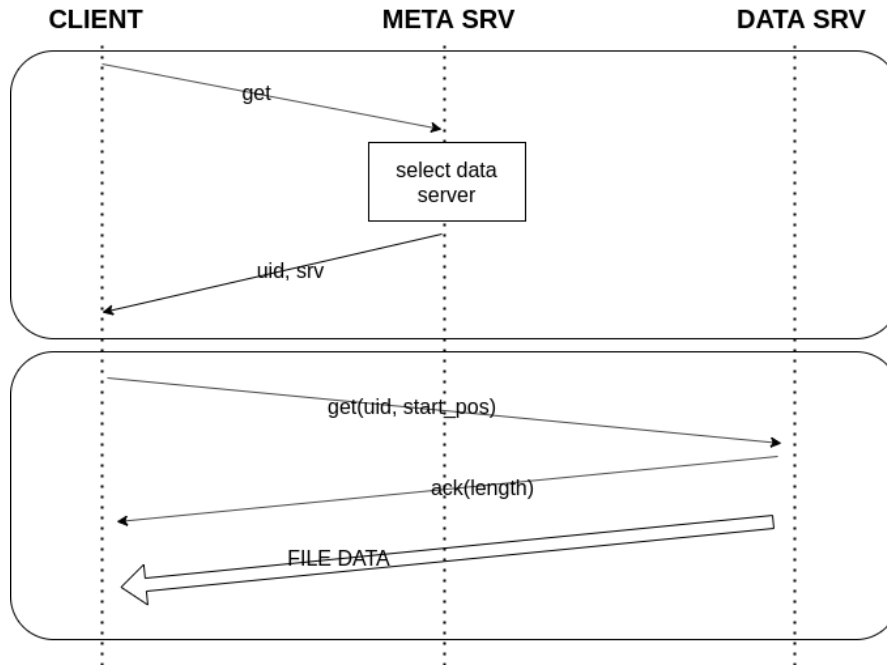 CLIENT META SRV DATA SRV
get
select data
server
uid, srv
get(uid, start_pos)
ack(length)
FILE DATA